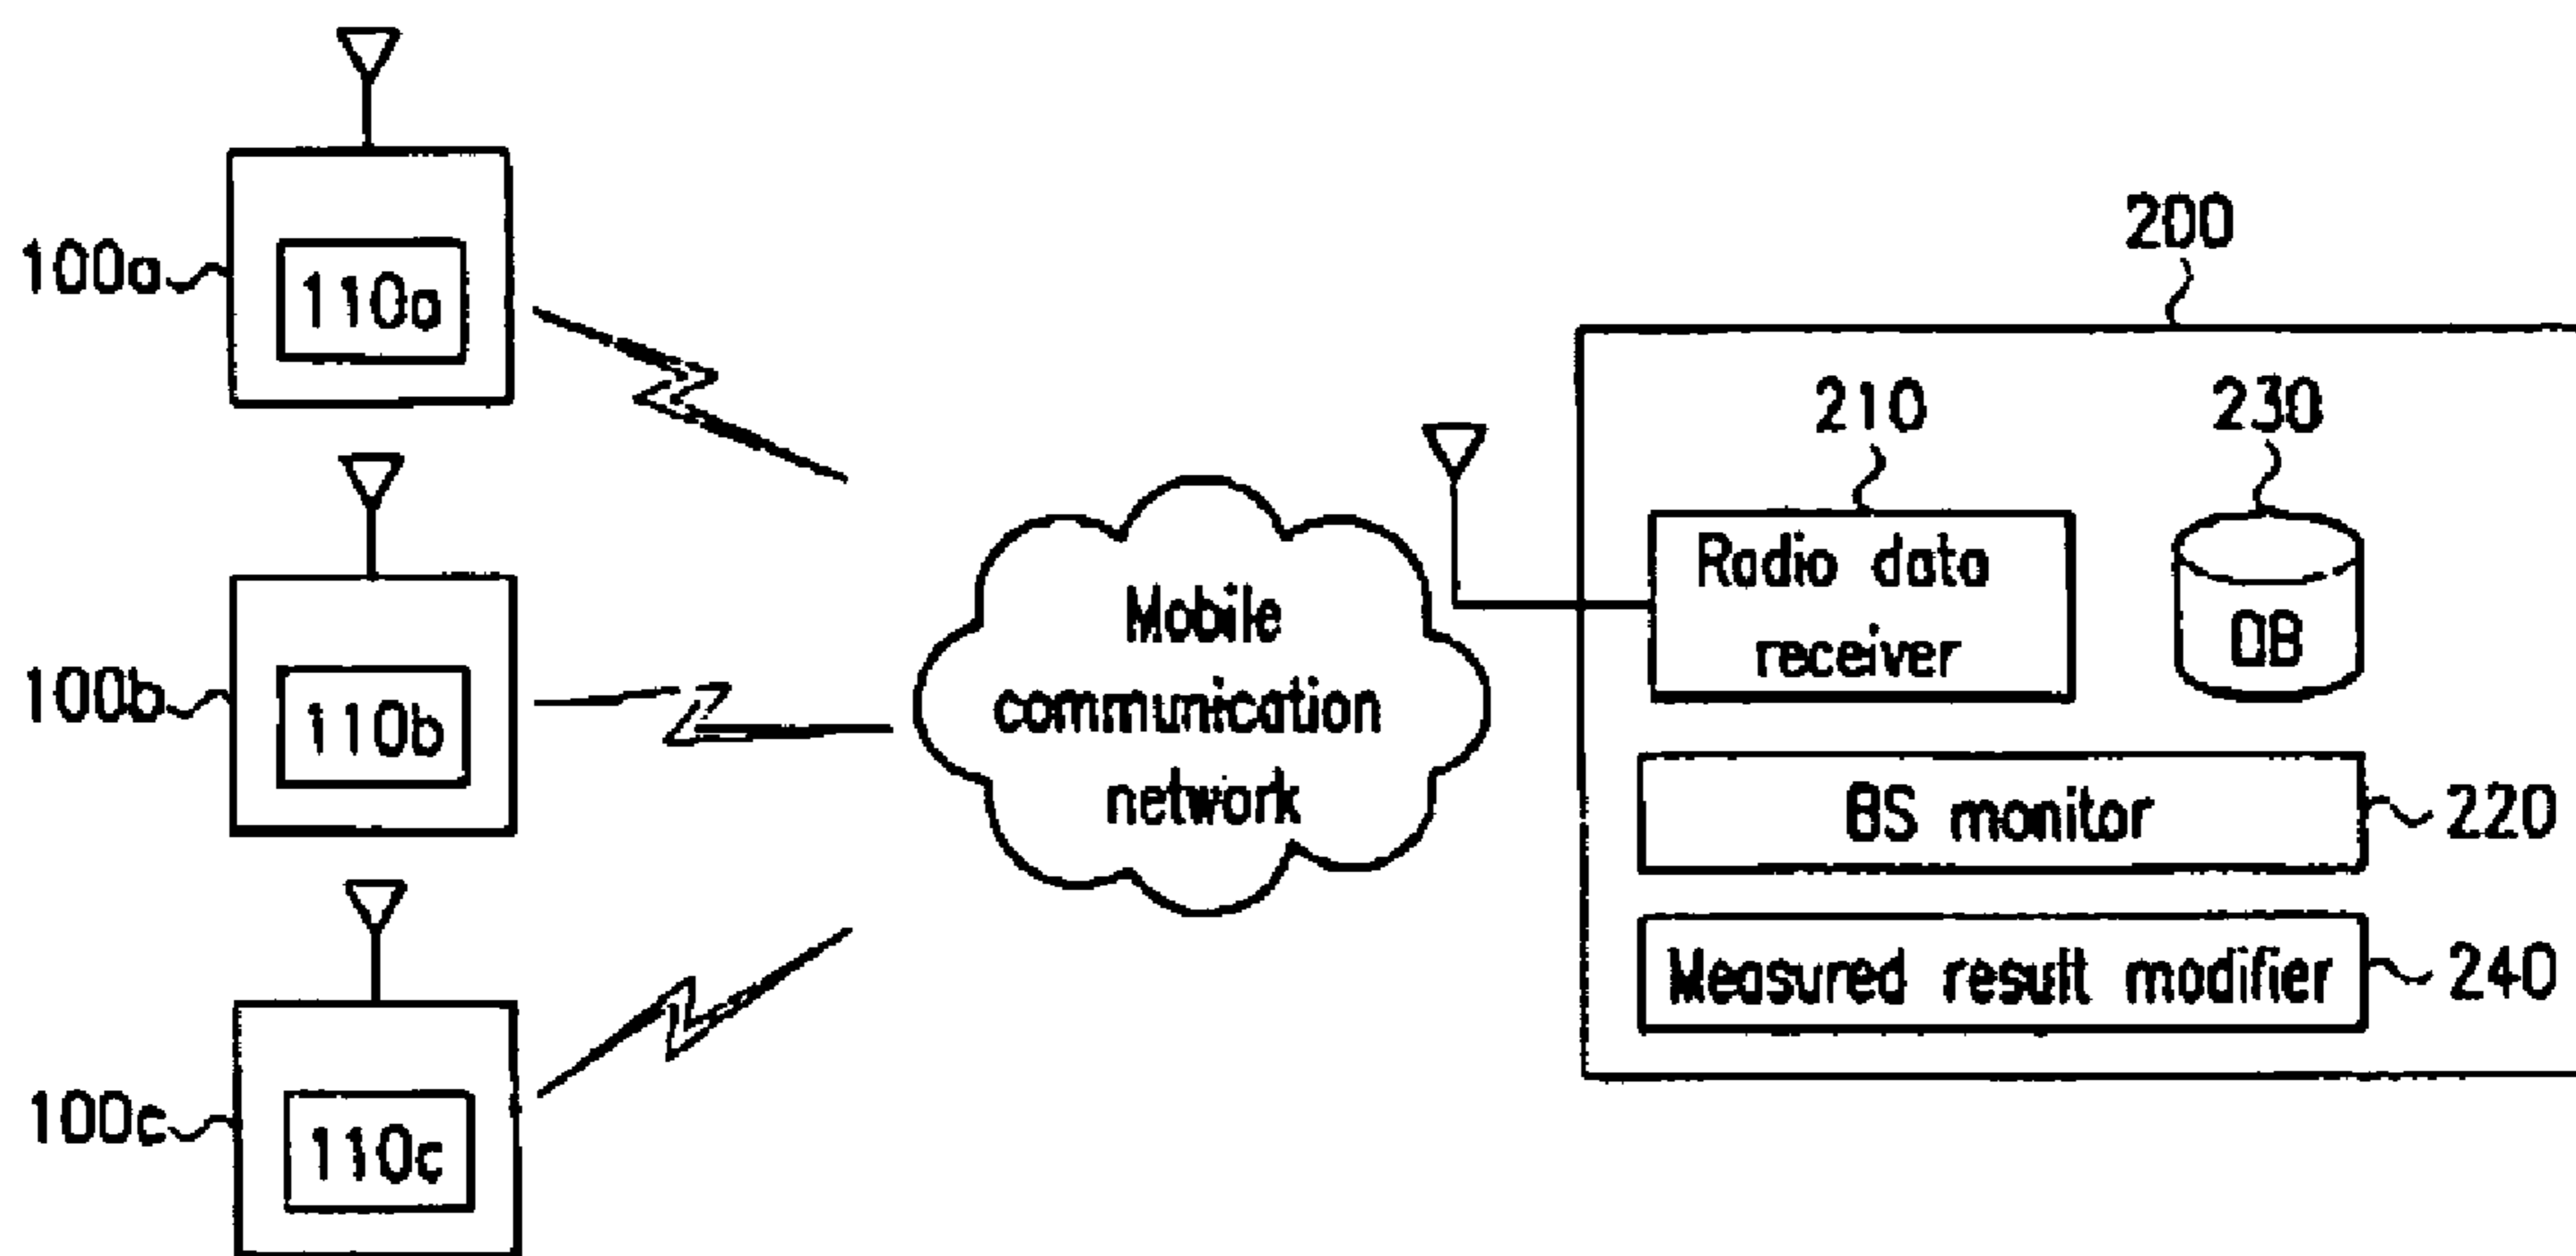 100a
110a
100b
110b
100c
110c
Mobile
communication
network
200
210
230
Radio data
receiver
DB
BS monitor
220
Measured result modifier
240